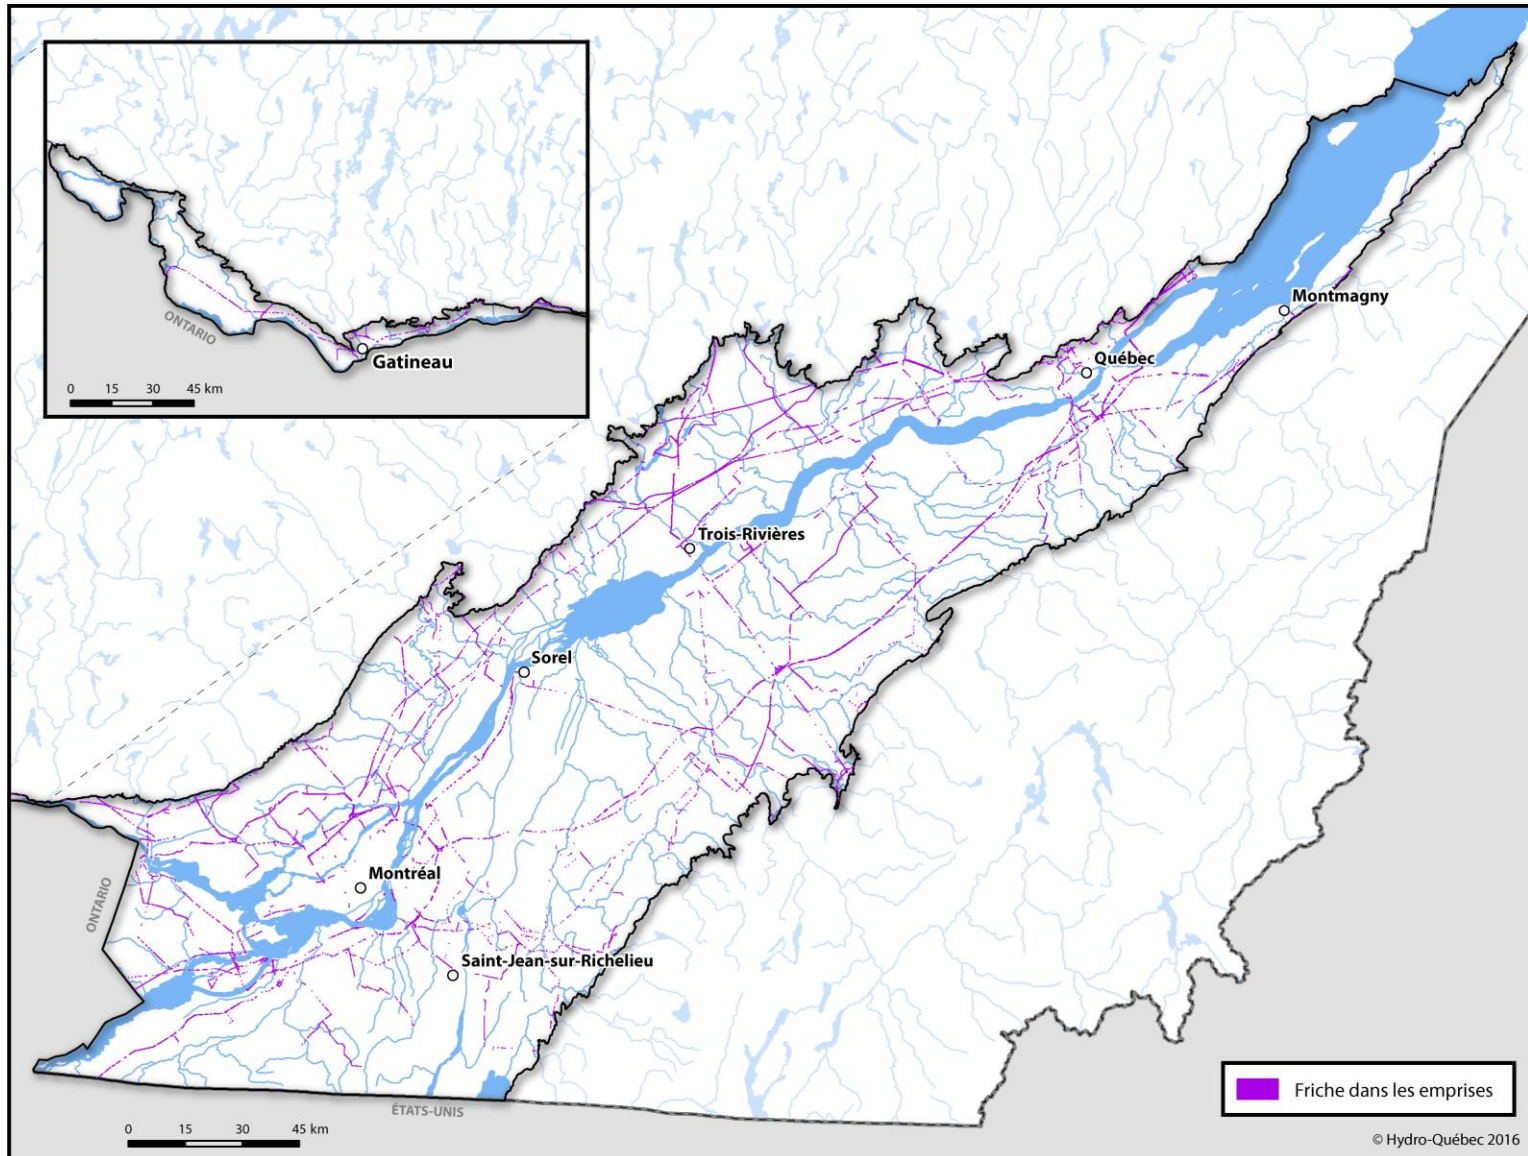 ONTARIO
Gatineau
0 15 30 45 km
Montmagny
Québec
Trois-Rivières
Sorel
Montréal
ONTARIO
Saint-Jean-sur-Richelieu
ÉTATS-UNIS
0 15 30 45 km
Friche dans les emprises
© Hydro-Québec 2016